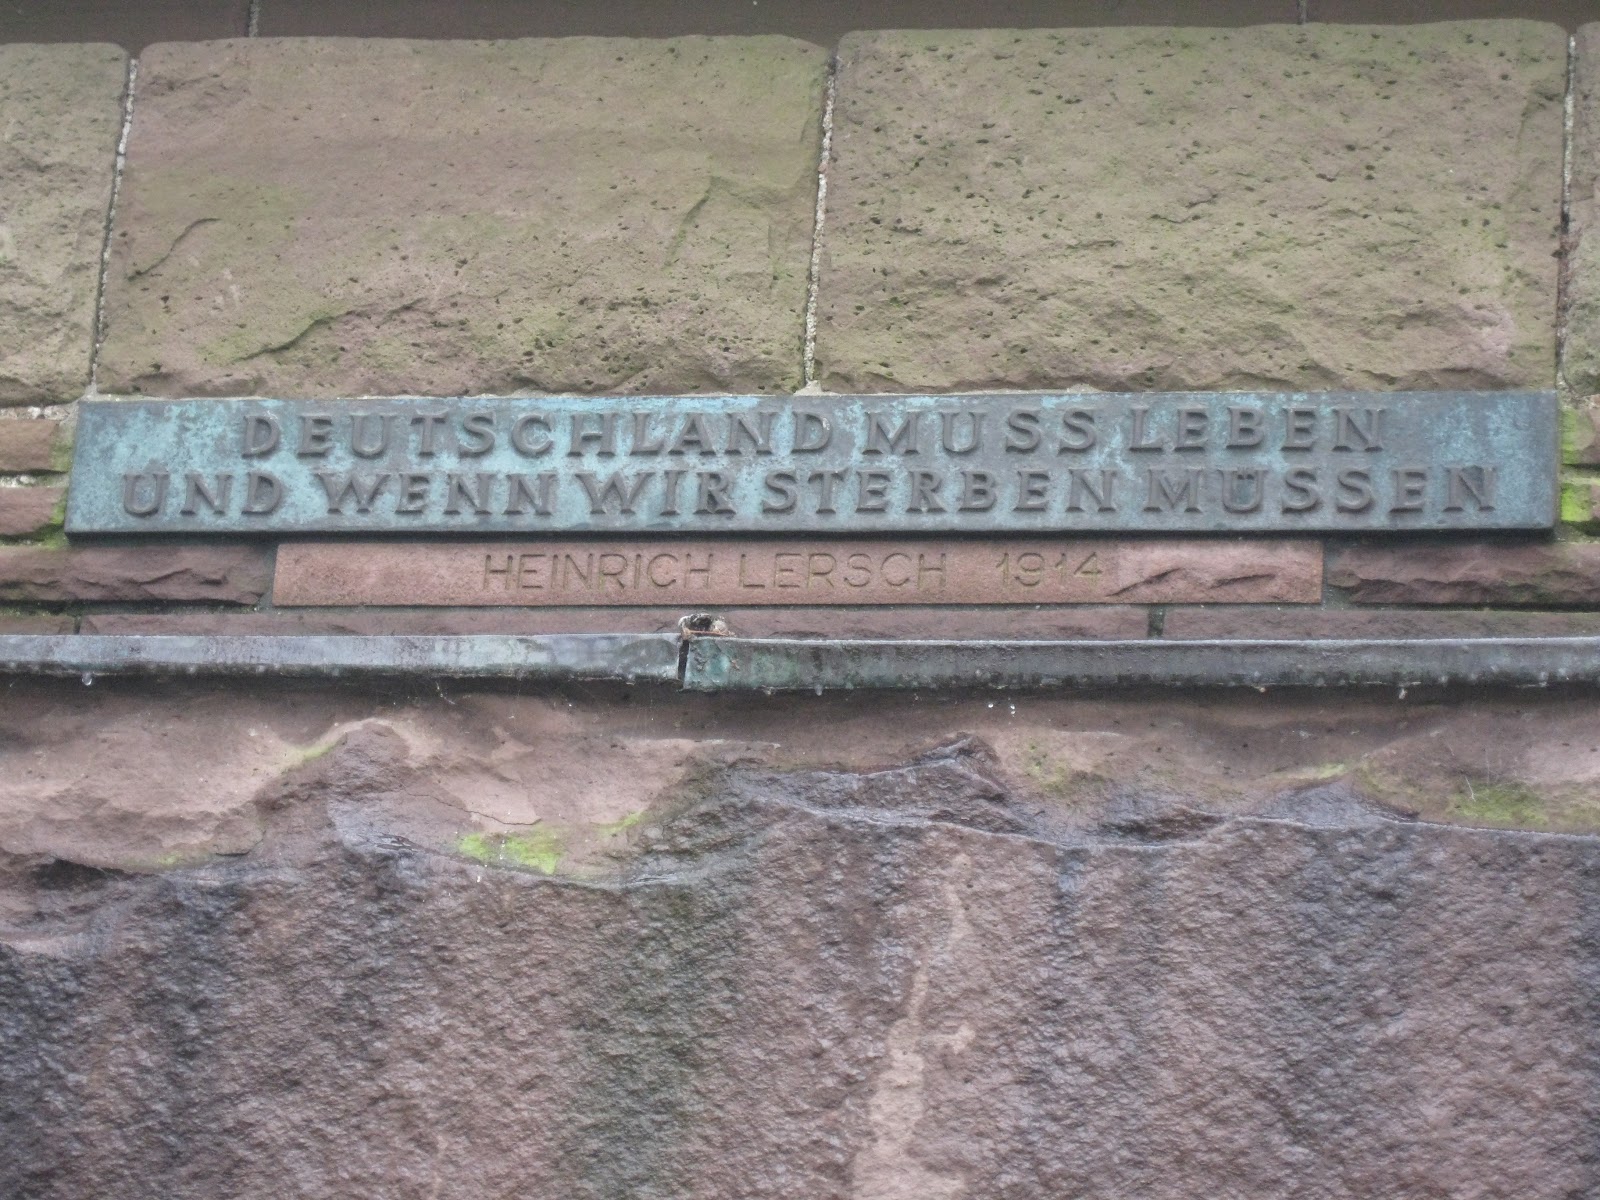 DEUTSCHLAND MUSS LEBEN
UND WENN WIR STERBEN MÜSSEN
HEINRICH LERSCH 1914